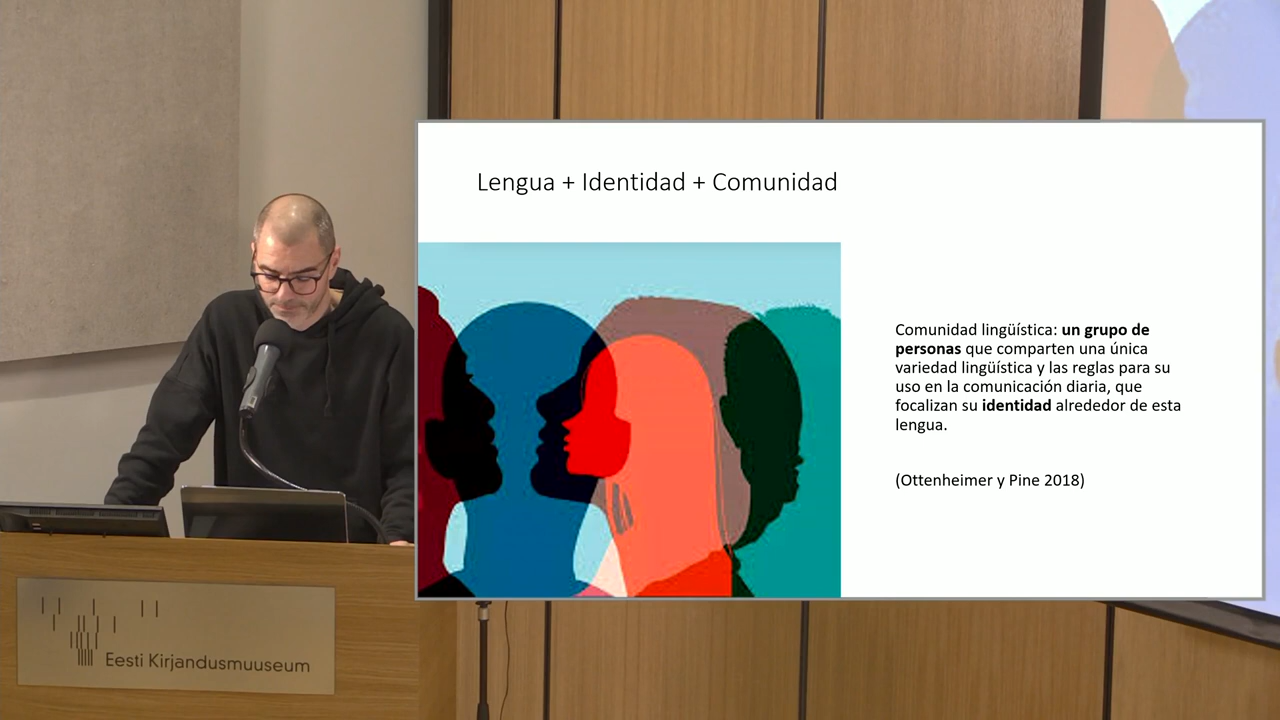 Lengua + Identidad + Comunidad
Comunidad lingüística: un grupo de
personas que comparten una única
variedad lingüística y las reglas para su
uso en la comunicación diaria, que
focalizan su identidad alrededor de esta
lengua.
(Ottenheimer y Pine 2018)
Eesti Kirjandusmuuseum